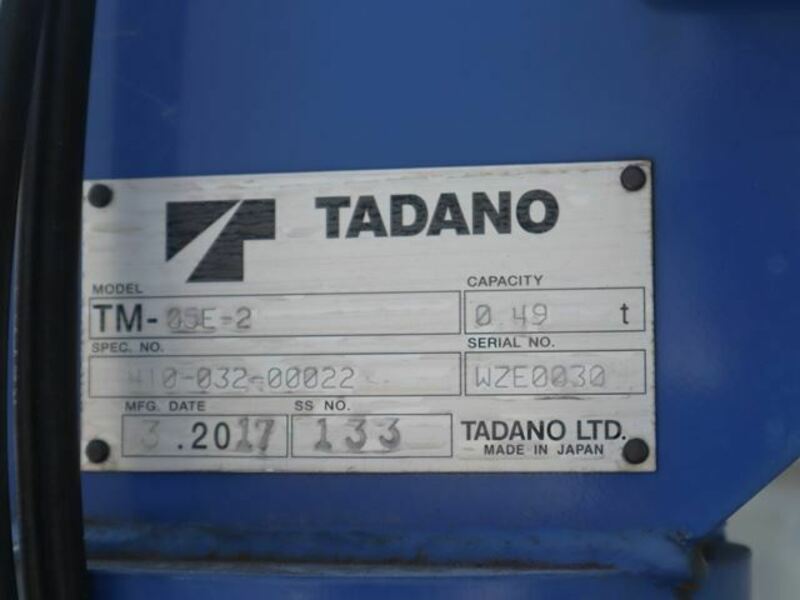 TADANO
MODEL CAPACITY
TM-05E-2 0.49 t
SPEC. NO. SERIAL NO.
410-032-00022 WZE0030
MFG. DATE SS NO.
3 .2017 133 TADANO LTD.
MADE IN JAPAN